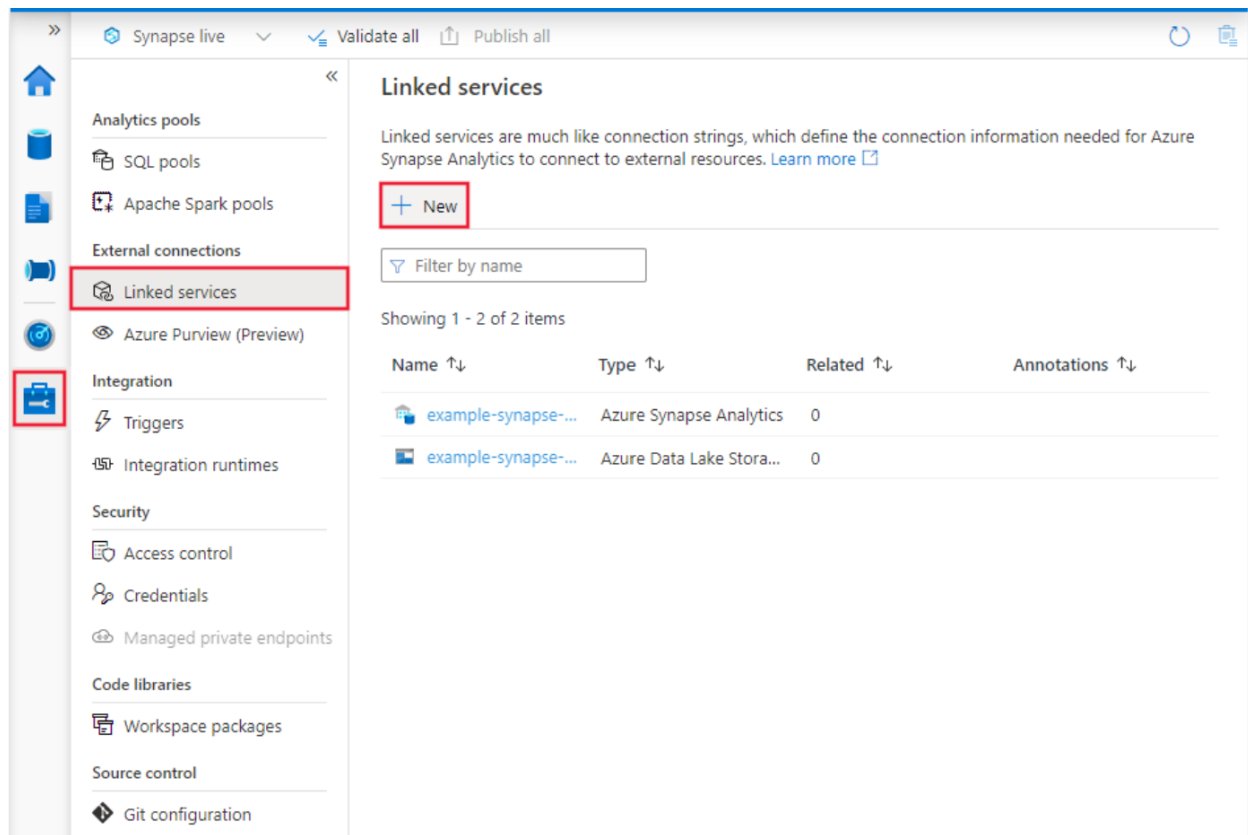 Synapse live
Validate all
Publish all
Analytics pools
SQL pools
Apache Spark pools
External connections
Linked services
Azure Purview (Preview)
Integration
Triggers
Integration runtimes
Security
Access control
Credentials
Managed private endpoints
Code libraries
Workspace packages
Source control
Git configuration
Linked services
Linked services are much like connection strings, which define the connection information needed for Azure
Synapse Analytics to connect to external resources. Learn more
New
Filter by name
Showing 1 - 2 of 2 items
Name Type Related Annotations
example-synapse-... Azure Synapse Analytics 0
example-synapse-... Azure Data Lake Stora... 0